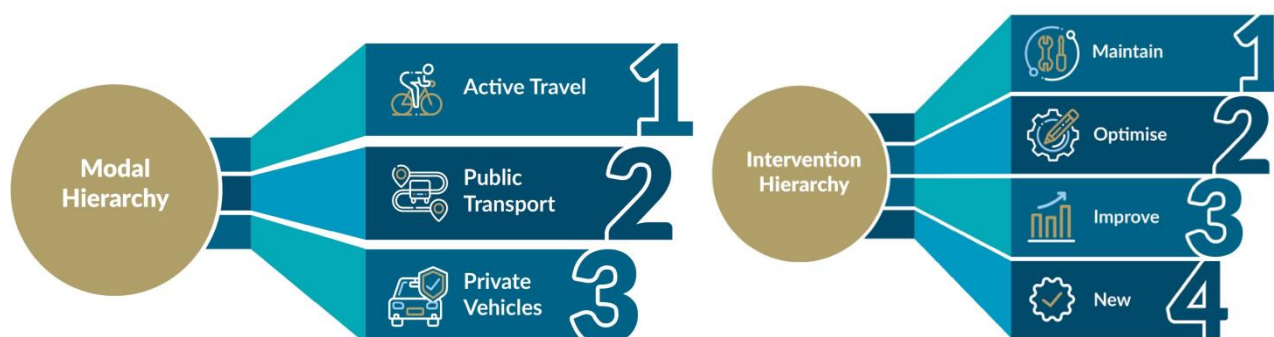 Modal
Hierarchy
Active Travel
1
Public
Transport
2
Private
Vehicles
3
Intervention
Hierarchy
Maintain
1
Optimise
2
Improve
3
New
4